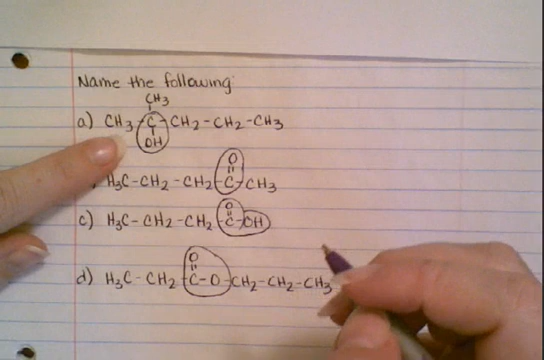 Name the following:
CH3
a) CH3-C-CH2-CH2-CH3
OH
O
H3C-CH2-CH2-C-CH3
O
c) H3C-CH2-CH2-C-OH
O
d) H3C-CH2-C-O-CH2-CH2-CH3